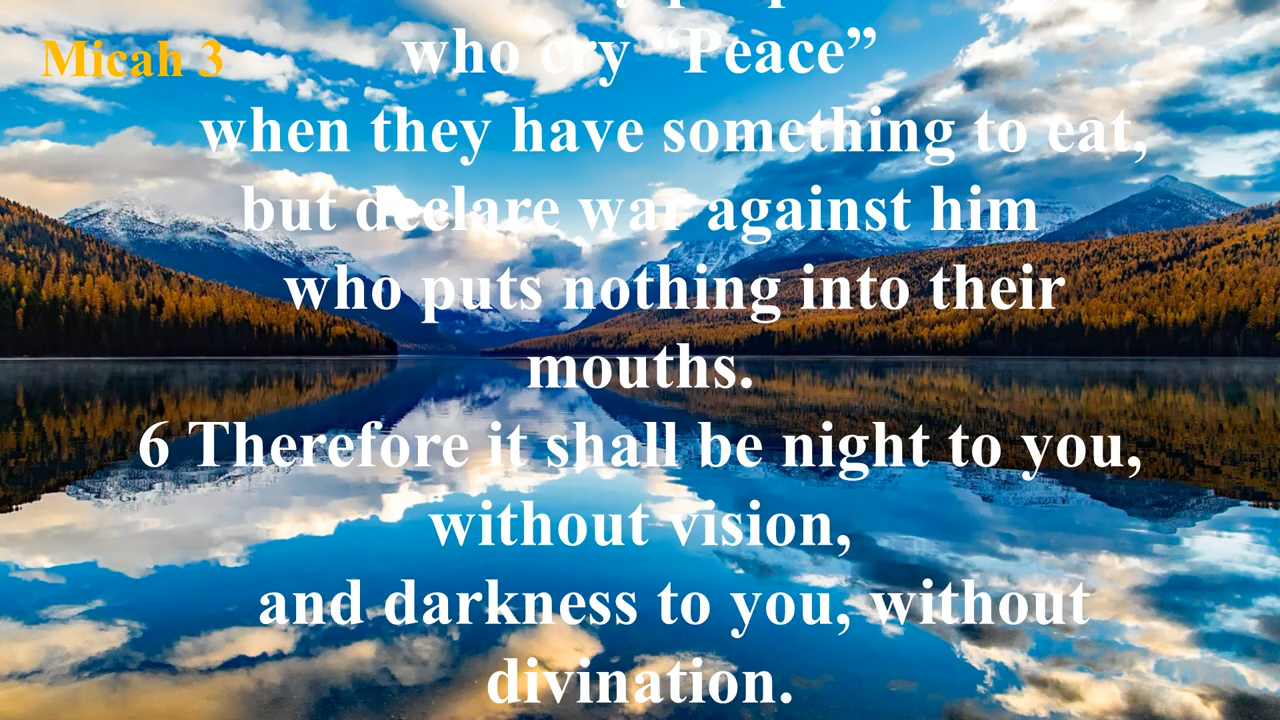 Micah 3
who cry “Peace”
when they have something to eat,
but declare war against him
who puts nothing into their
mouths.
6 Therefore it shall be night to you,
without vision,
and darkness to you, without
divination.